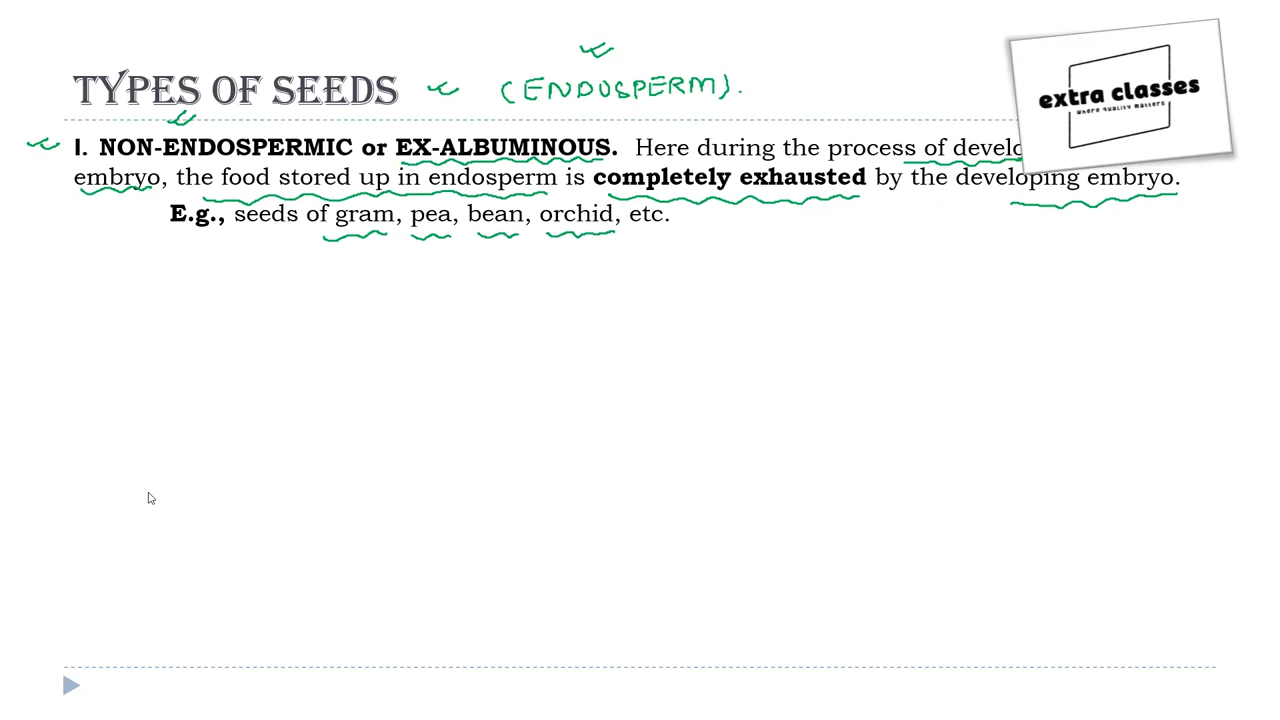 TYPES OF SEEDS (ENDOSPERM).
extra classes
where quality matters
I. NON-ENDOSPERMIC or EX-ALBUMINOUS. Here during the process of
embryo, the food stored up in endosperm is completely exhausted by the developing embryo.
E.g., seeds of gram, pea, bean, orchid, etc.